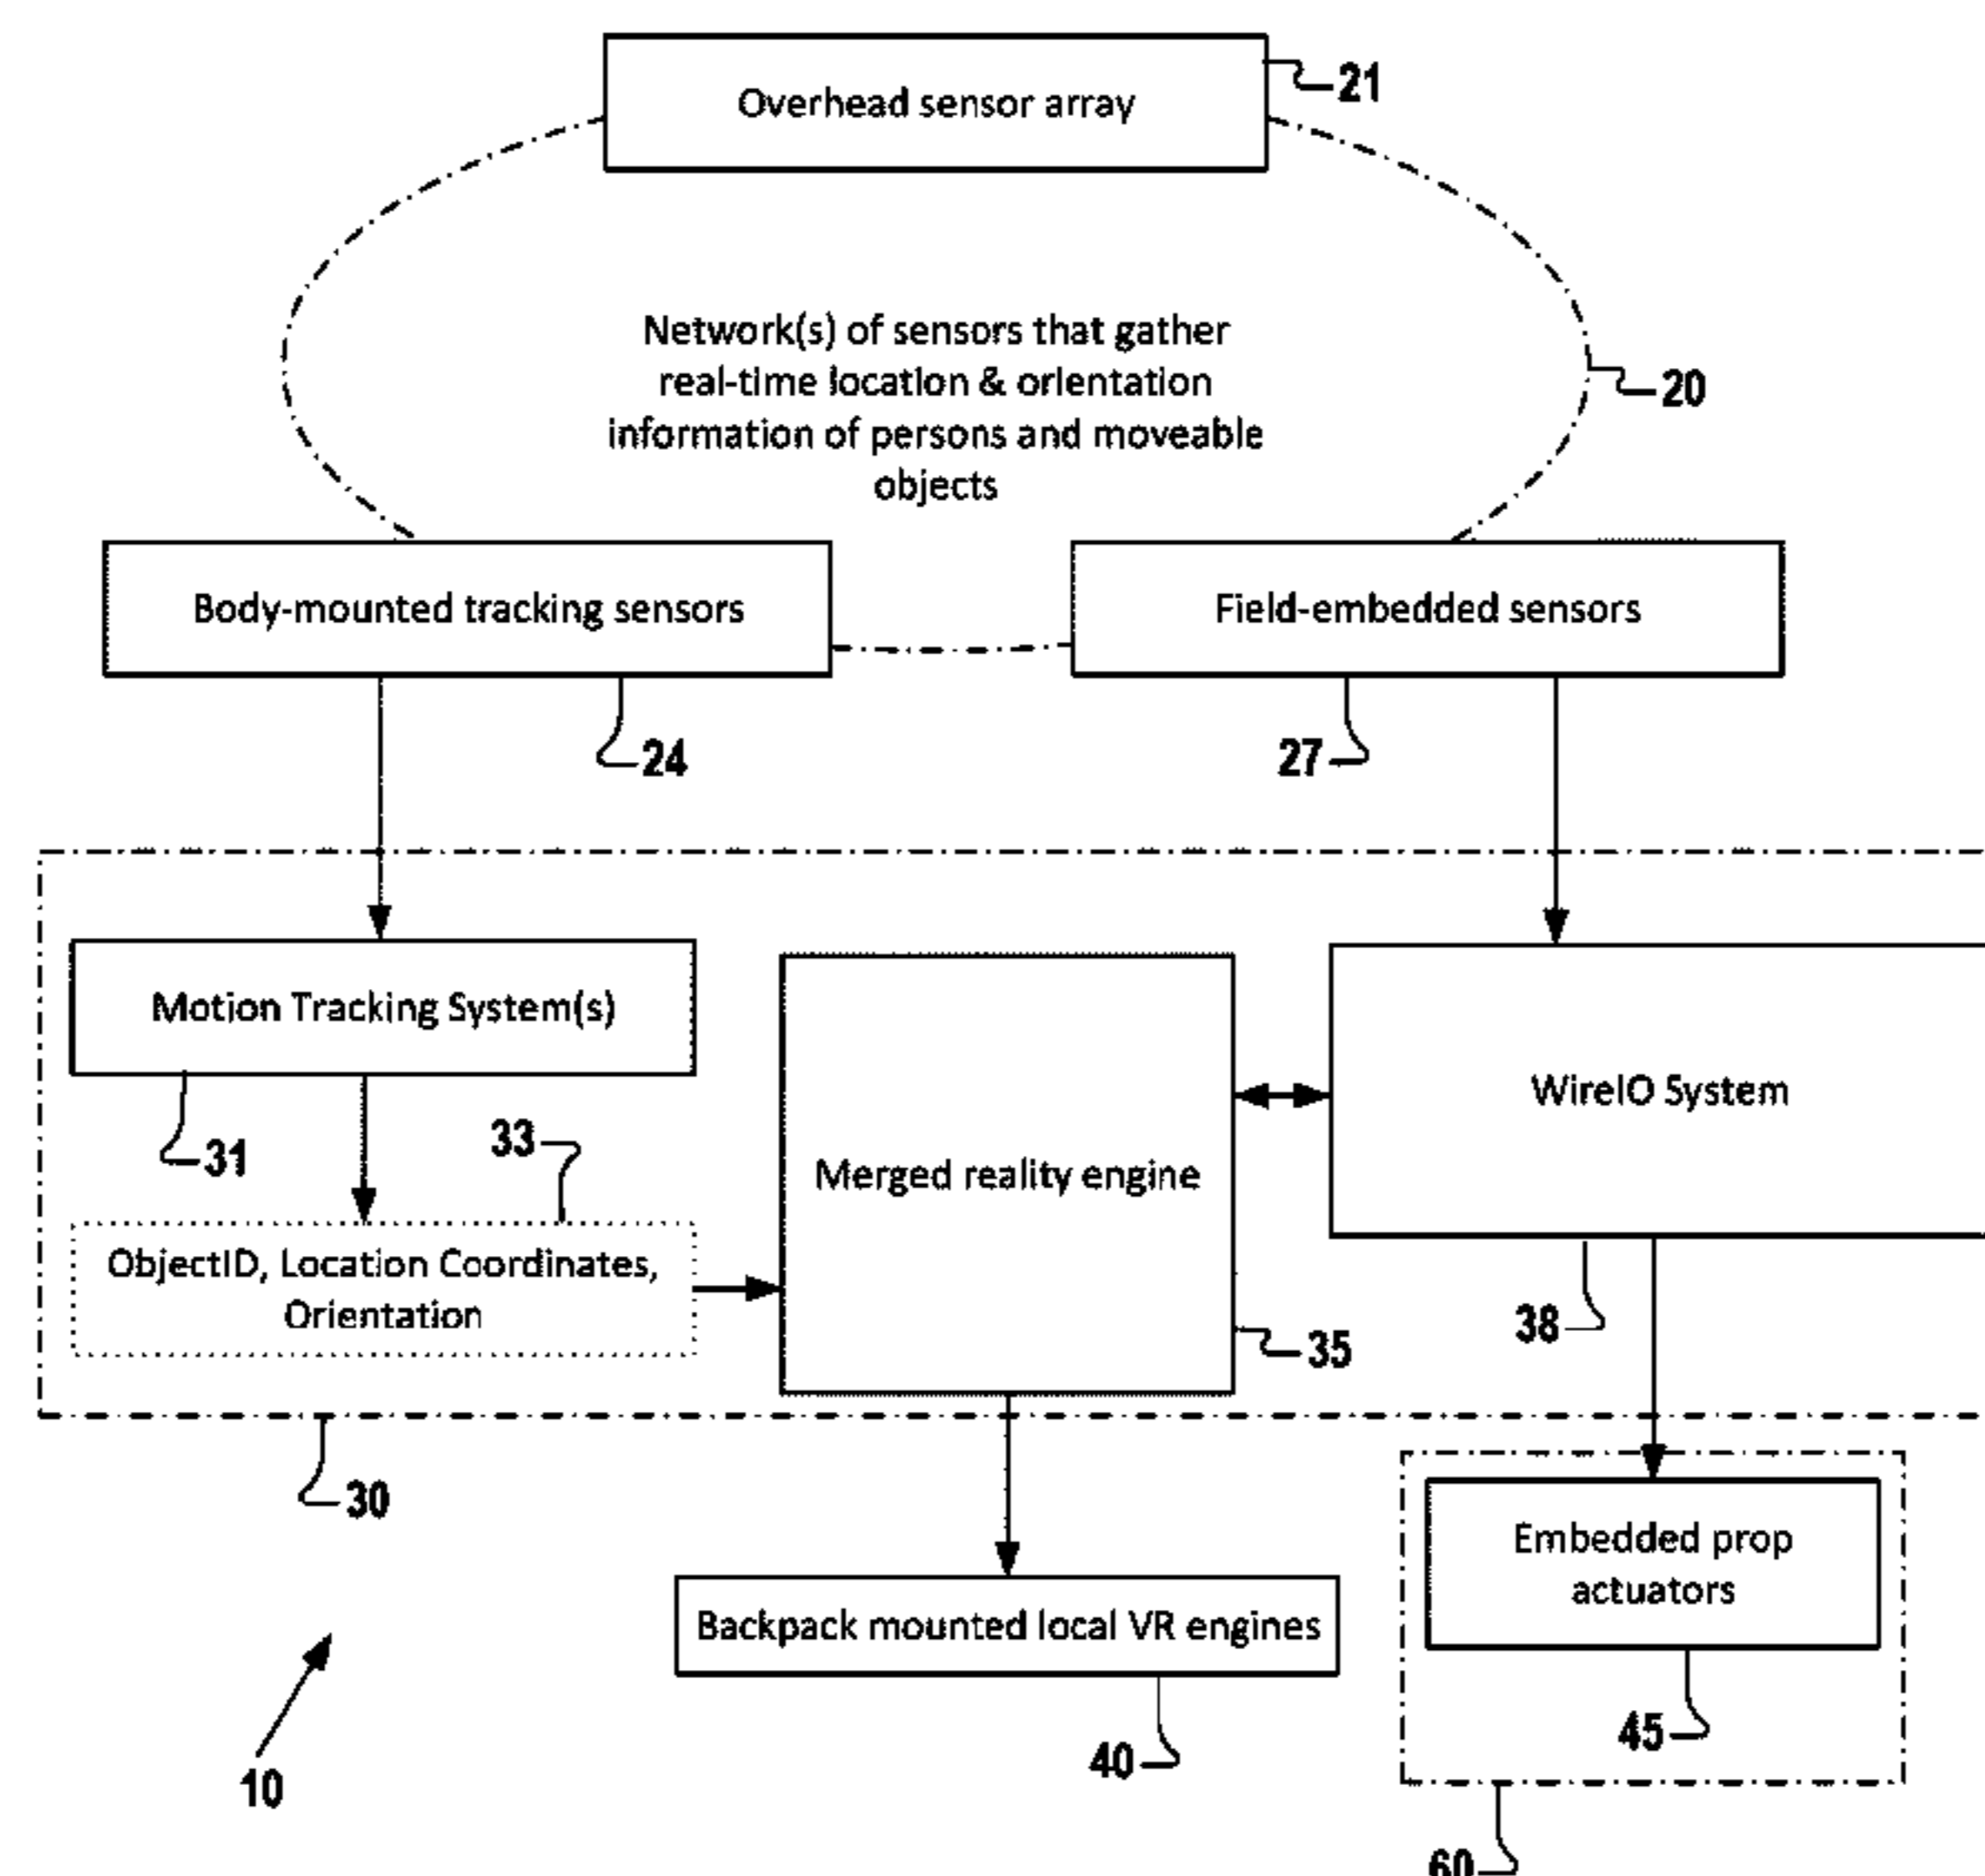 Overhead sensor array
21
Network(s) of sensors that gather
real-time location & orientation
information of persons and moveable
objects
20
Body-mounted tracking sensors
Field-embedded sensors
24
27
Motion Tracking System(s)
WireIO System
31
33
Merged reality engine
ObjectID, Location Coordinates,
Orientation
38
35
30
Embedded prop
actuators
Backpack mounted local VR engines
45
40
10
60